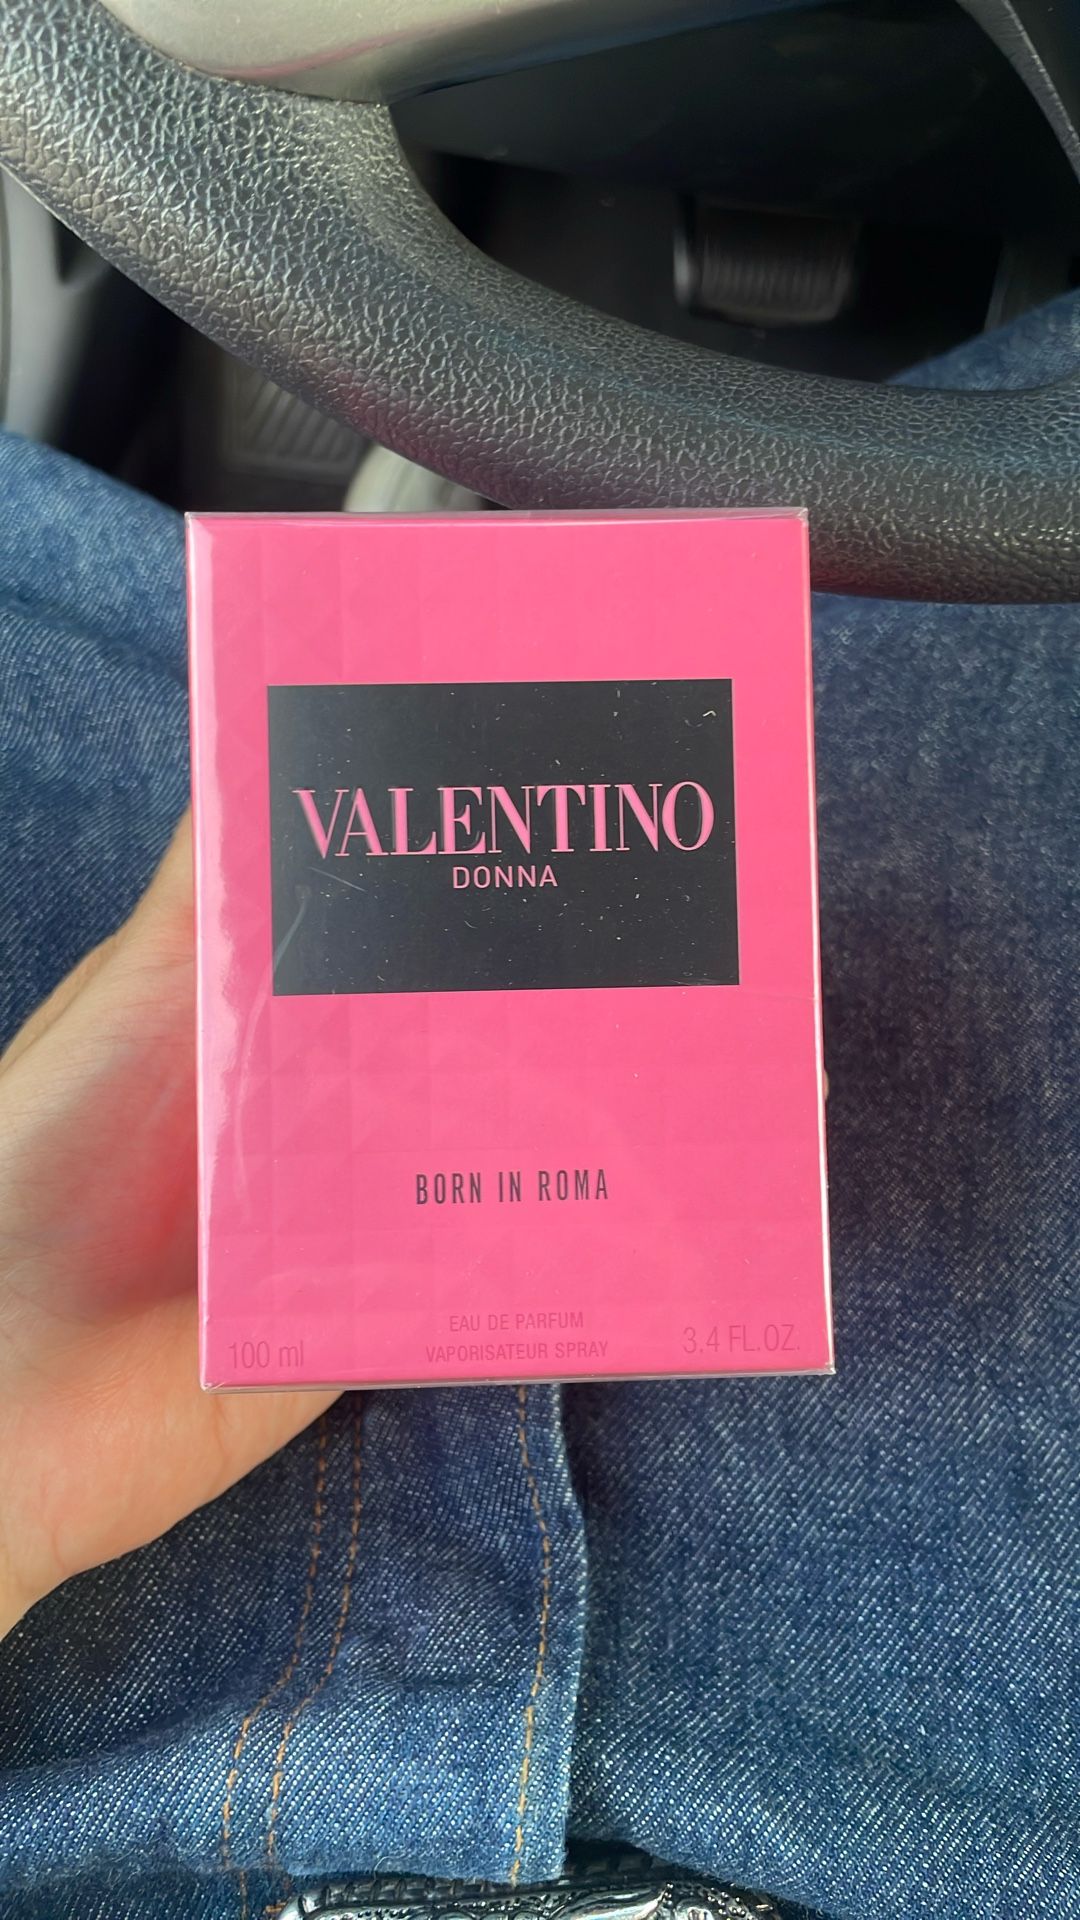 VALENTINO
DONNA
BORN IN ROMA
EAU DE PARFUM
VAPORISATEUR SPRAY
100 ml
3,4 FL.OZ.